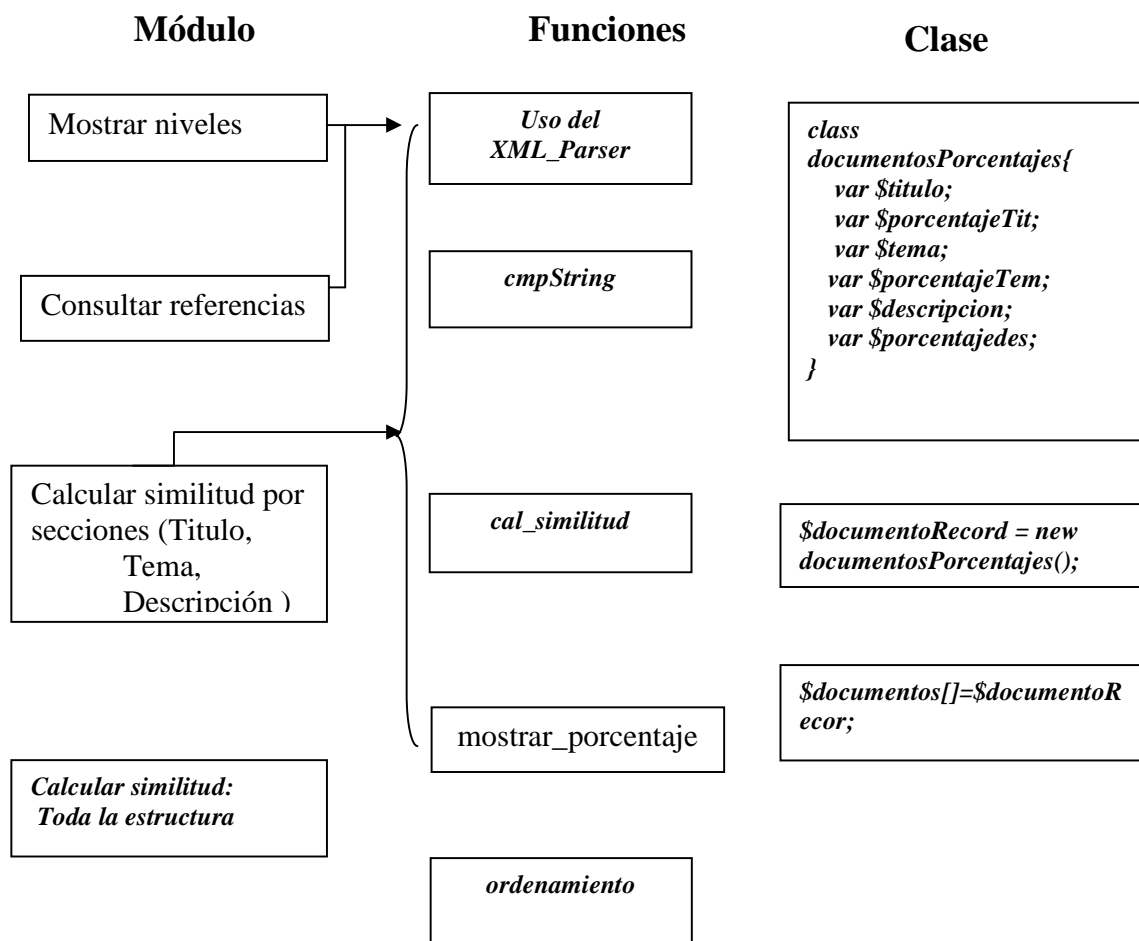 Módulo
Funciones
Clase
Mostrar niveles
Consultar referencias
Calcular similitud por
secciones (Titulo,
Tema,
Descripción )
Calcular similitud:
Toda la estructura
Uso del
XML_Parser
cmpString
cal_similitud
mostrar_porcentaje
ordenamiento
class
documentosPorcentajes{
var $titulo;
var $porcentajeTit;
var $tema;
var $porcentajeTem;
var $descripcion;
var $porcentajedes;
}
$documentoRecord = new
documentosPorcentajes();
$documentos[]=$documentoR
ecor;